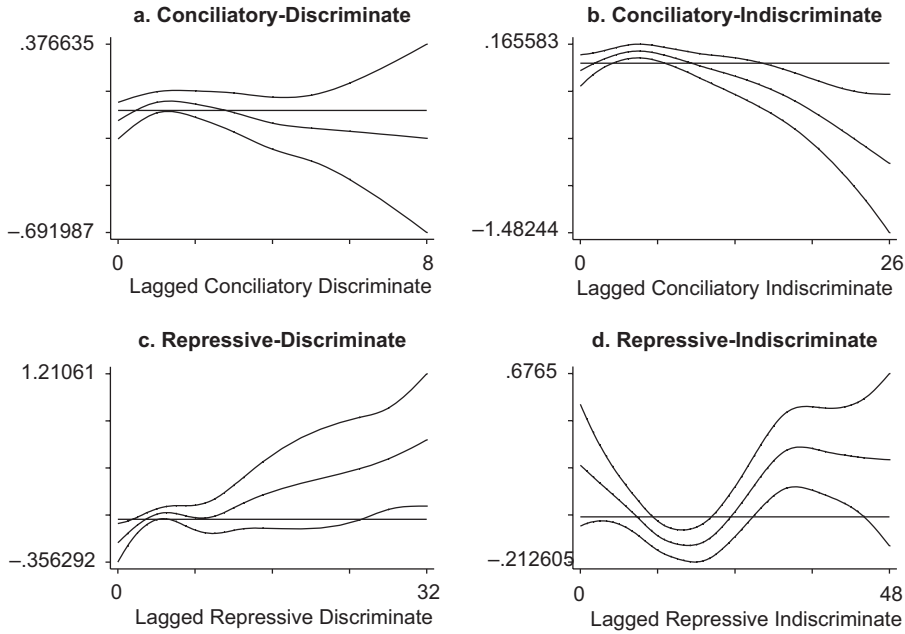 a. Conciliatory-Discriminate
.376635
–.691987
0
8
Lagged Conciliatory Discriminate
b. Conciliatory-Indiscriminate
.165583
–1.48244
0
26
Lagged Conciliatory Indiscriminate
c. Repressive-Discriminate
1.21061
–.356292
0
32
Lagged Repressive Discriminate
d. Repressive-Indiscriminate
.6765
–.212605
0
48
Lagged Repressive Indiscriminate